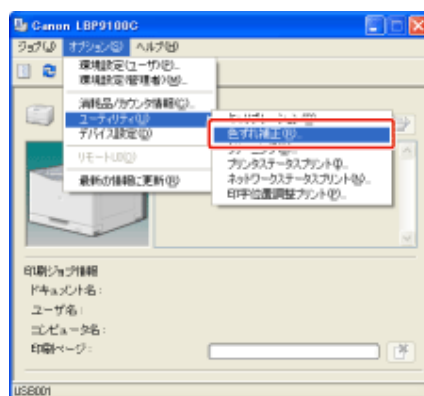 Canon LBP9100C
ジョブ(J) オプション(O) ヘルプ(H)
環境設定(ユーザ)(E)...
環境設定(管理者)(M)...
消耗品/カウンタ情報(C)...
ユーティリティ(U)
デバイス設定(D)
リモートUI(U)
最新の情報に更新(R)
色ずれ補正(R)...
クリーニング
プリンタステータスプリント(P)...
ネットワークステータスプリント(N)...
印字位置調整プリント(P)...
印刷ジョブ情報
ドキュメント名:
ユーザ名:
コンピュータ名:
印刷ページ:
USB001